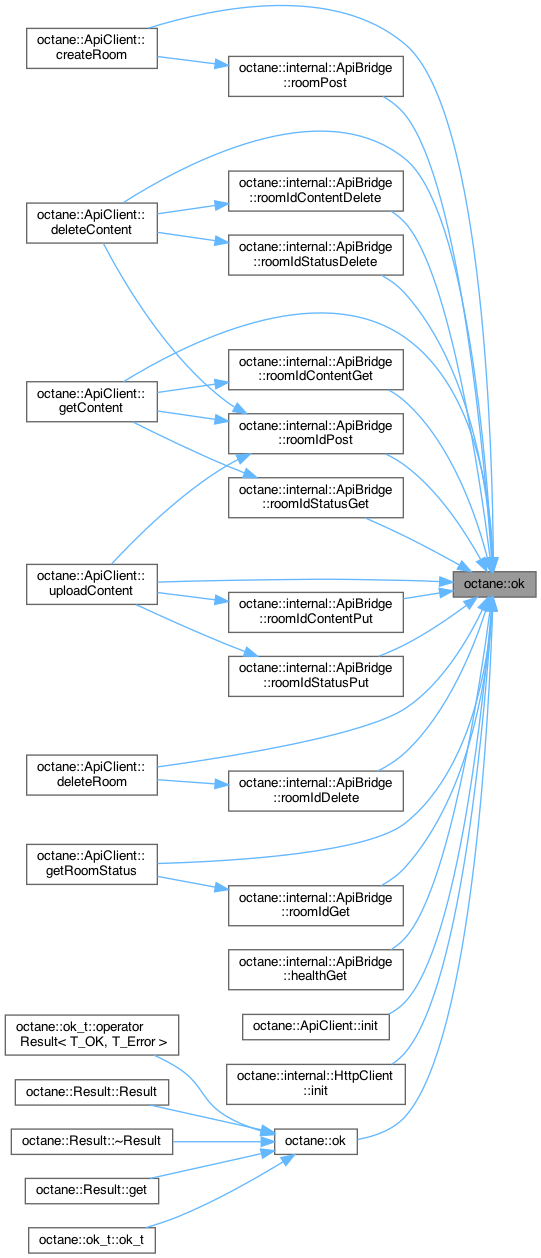 octane::ApiClient::
createRoom
octane::internal::ApiBridge
::roomPost
octane::internal::ApiBridge
::roomIdContentDelete
octane::ApiClient::
deleteContent
octane::internal::ApiBridge
::roomIdStatusDelete
octane::internal::ApiBridge
::roomIdContentGet
octane::ApiClient::
getContent
octane::internal::ApiBridge
::roomIdPost
octane::internal::ApiBridge
::roomIdStatusGet
octane::ok
octane::ApiClient::
uploadContent
octane::internal::ApiBridge
::roomIdContentPut
octane::internal::ApiBridge
::roomIdStatusPut
octane::ApiClient::
deleteRoom
octane::internal::ApiBridge
::roomIdDelete
octane::ApiClient::
getRoomStatus
octane::internal::ApiBridge
::roomIdGet
octane::internal::ApiBridge
::healthGet
octane::ApiClient::init
octane::ok_t::operator
Result< T_OK, T_Error >
octane::internal::HttpClient
::init
octane::Result::Result
octane::Result::~Result
octane::ok
octane::Result::get
octane::ok_t::ok_t